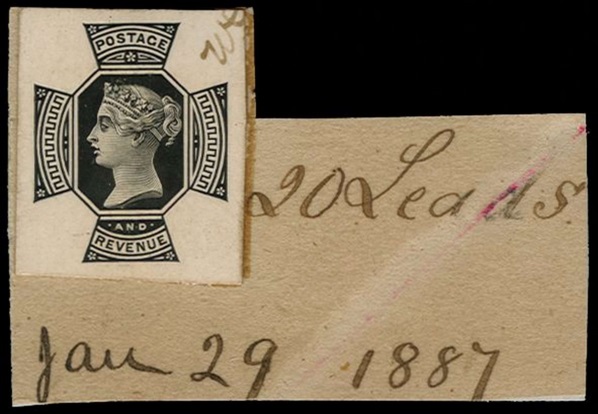 POSTAGE
· AND ·
REVENUE
20 Leads.
Jan 29 1887